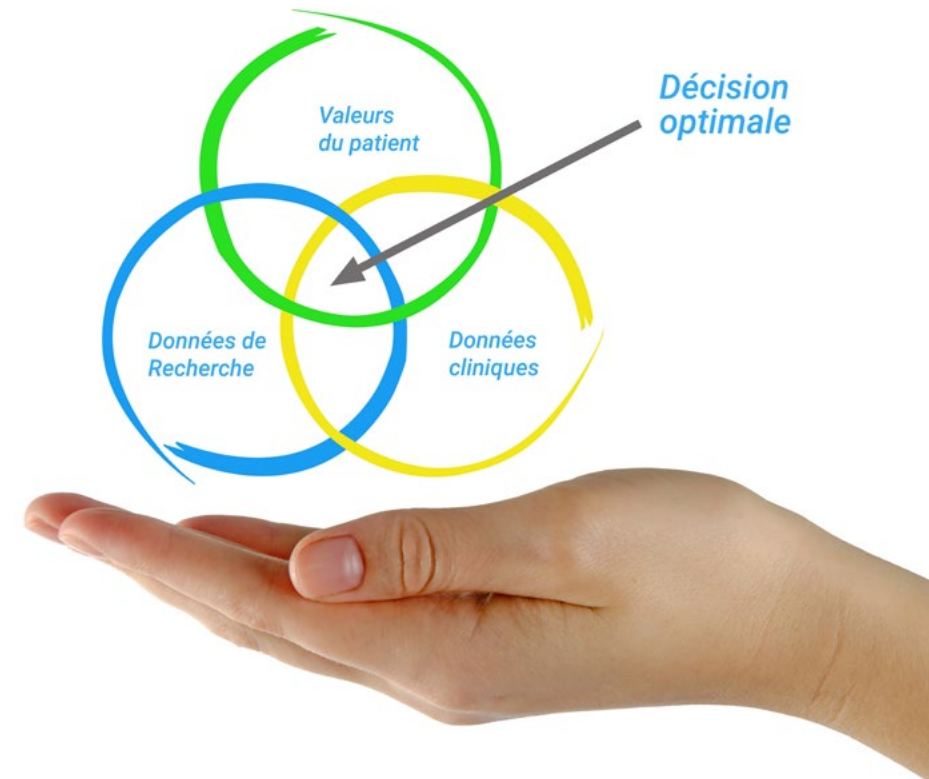 Valeurs
du patient
Décision
optimale
Données de
Recherche
Données
cliniques